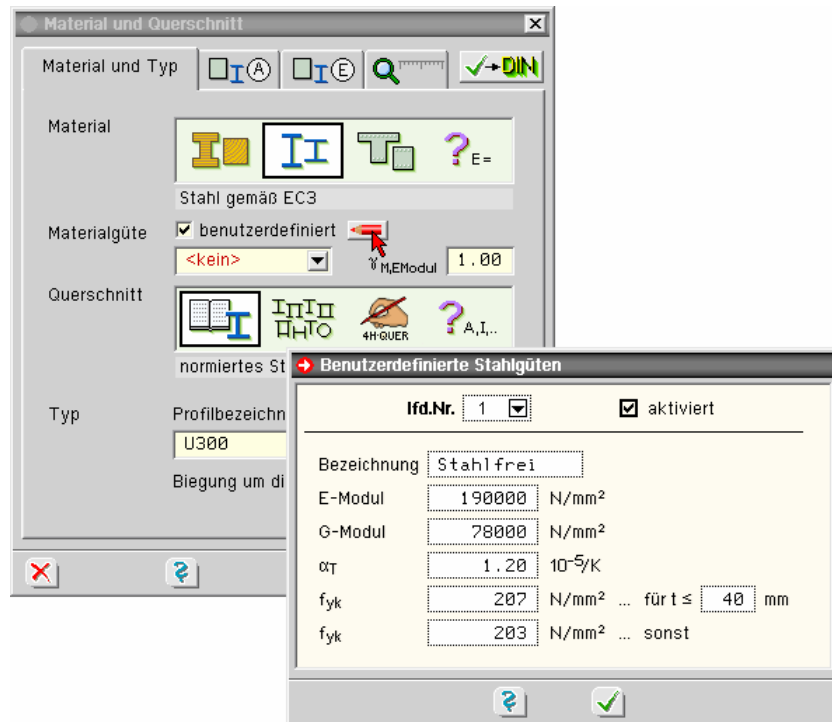 Material und Querschnitt
Material und Typ
A
E
DIN
Material
E=
Stahl gemäß EC3
Materialgüte
benutzerdefiniert
<kein>
γM,EModul 1.00
Querschnitt
4H-QUER
A,I,..
normiertes St
Typ
Profilbezeichn
U300
Biegung um di
Benutzerdefinierte Stahlgüten
lfd.Nr. 1
aktiviert
Bezeichnung Stahlfrei
E-Modul 190000 N/mm²
G-Modul 78000 N/mm²
αT 1.20 10⁻⁵/K
fyk 207 N/mm² ... für t ≤ 40 mm
fyk 203 N/mm² ... sonst